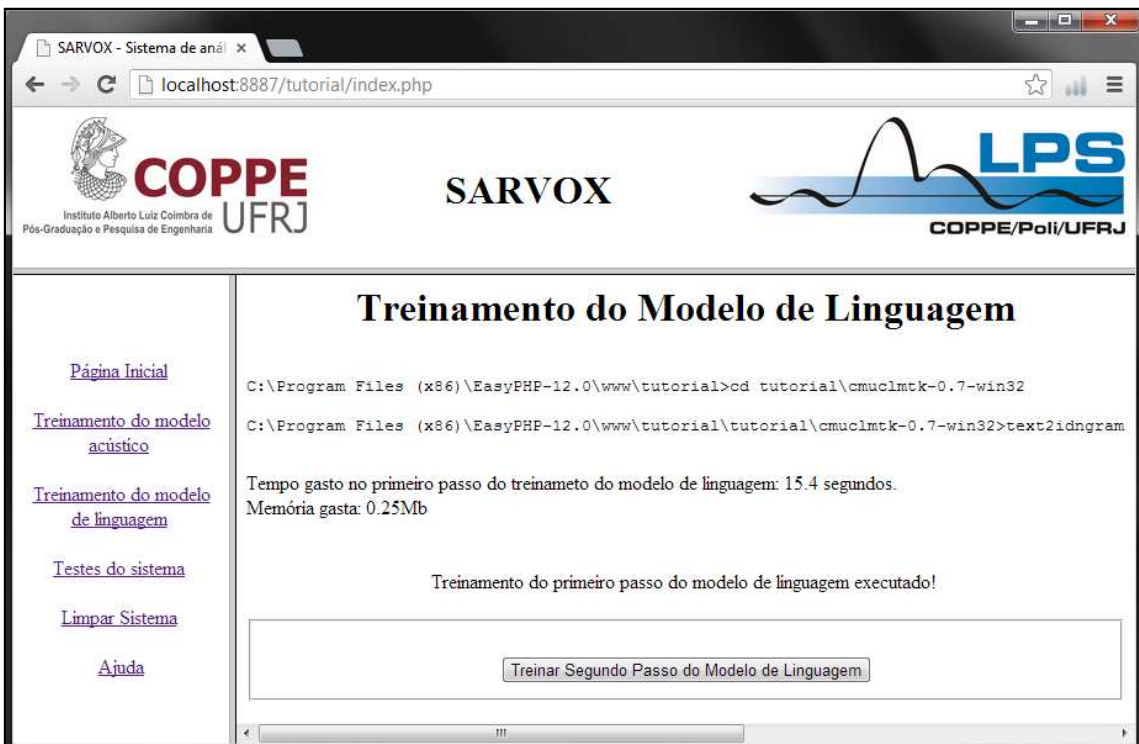 SARVOX - Sistema de anál
localhost:8887/tutorial/index.php
COPPE
UFRJ
Instituto Alberto Luiz Coimbra de
Pós-Graduação e Pesquisa de Engenharia
SARVOX
LPS
COPPE/Poli/UFRJ
Página Inicial
Treinamento do modelo
acústico
Treinamento do modelo
de linguagem
Testes do sistema
Limpar Sistema
Ajuda
Treinamento do Modelo de Linguagem
C:\Program Files (x86)\EasyPHP-12.0\www\tutorial>cd tutorial\cmuclmtk-0.7-win32
C:\Program Files (x86)\EasyPHP-12.0\www\tutorial\tutorial\cmuclmtk-0.7-win32>text2idngram
Tempo gasto no primeiro passo do treinameto do modelo de linguagem: 15.4 segundos.
Memória gasta: 0.25Mb
Treinamento do primeiro passo do modelo de linguagem executado!
Treinar Segundo Passo do Modelo de Linguagem